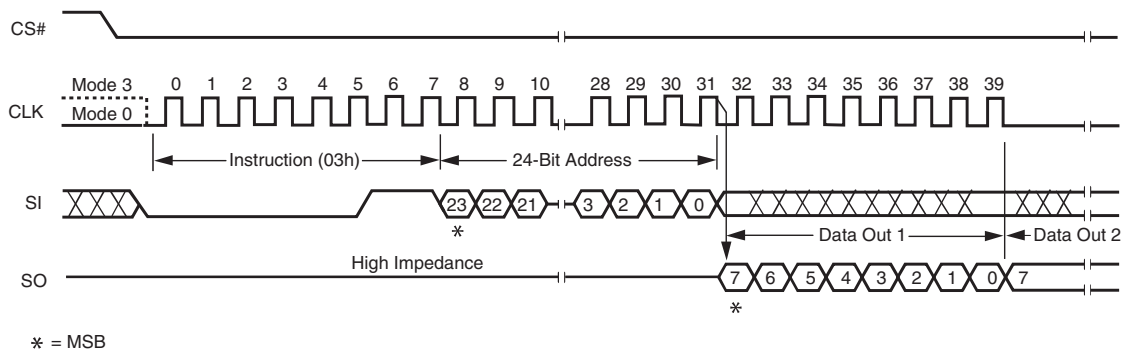 CS#
Mode 3 0 1 2 3 4 5 6 7 8 9 10 28 29 30 31 32 33 34 35 36 37 38 39
CLK Mode 0
Instruction (03h) 24-Bit Address
SI 23 22 21 3 2 1 0
* Data Out 1 Data Out 2
High Impedance
SO 7 6 5 4 3 2 1 0 7
*
* = MSB